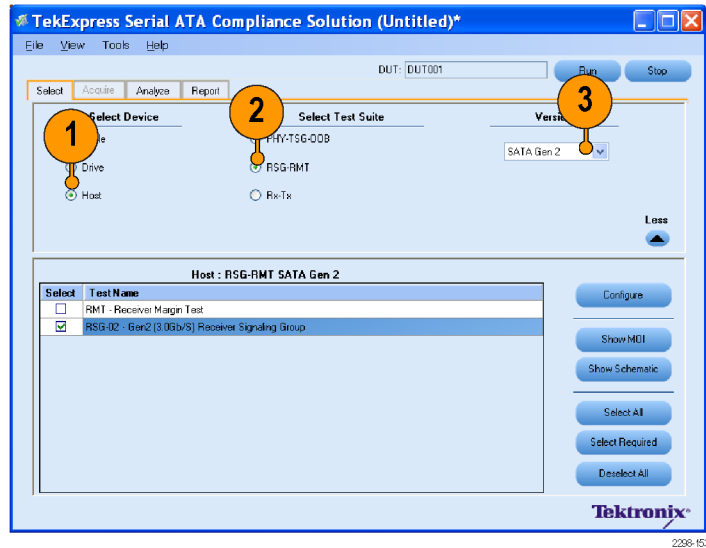 TekExpress Serial ATA Compliance Solution (Untitled)*
File View Tools Help
DUT: DUT001
Run
Stop
Select
Acquire
Analyze
Report
1
2
3
Select Device
Select Test Suite
Drive
Host
PHY-TSG-OOB
RSG-RMT
Rx-Tx
SATA Gen 2
Less
Host : RSG-RMT SATA Gen 2
Select Test Name
RMT - Receiver Margin Test
RSG-02 - Gen2 (3.0Gb/S) Receiver Signaling Group
Configure
Show MOI
Show Schematic
Select All
Select Required
Deselect All
Tektronix